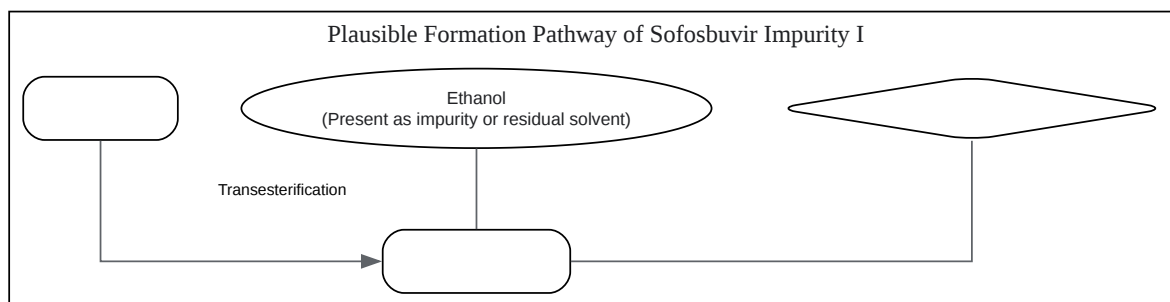 Plausible Formation Pathway of Sofosbuvir Impurity I
Ethanol
(Present as impurity or residual solvent)
Transesterification